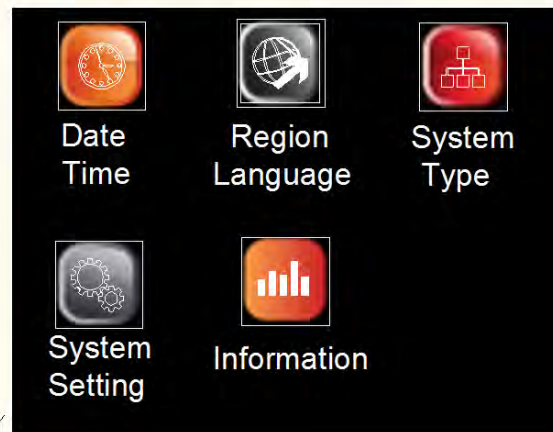 Date
Time
Region
Language
System
Type
System
Setting
Information